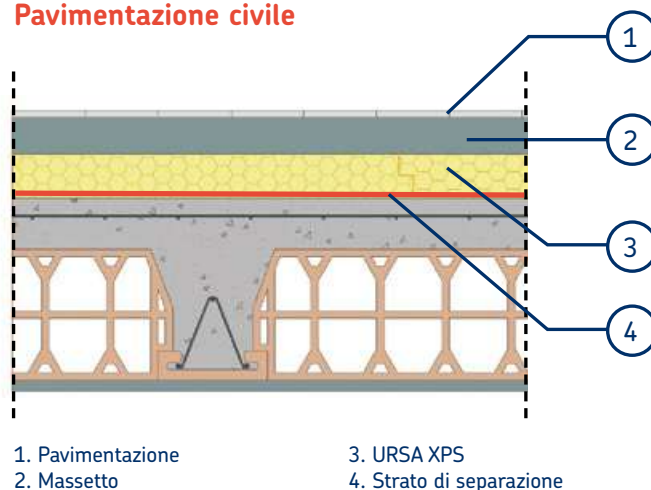 Pavimentazione civile
1
2
3
4
1. Pavimentazione
2. Massetto
3. URSA XPS
4. Strato di separazione